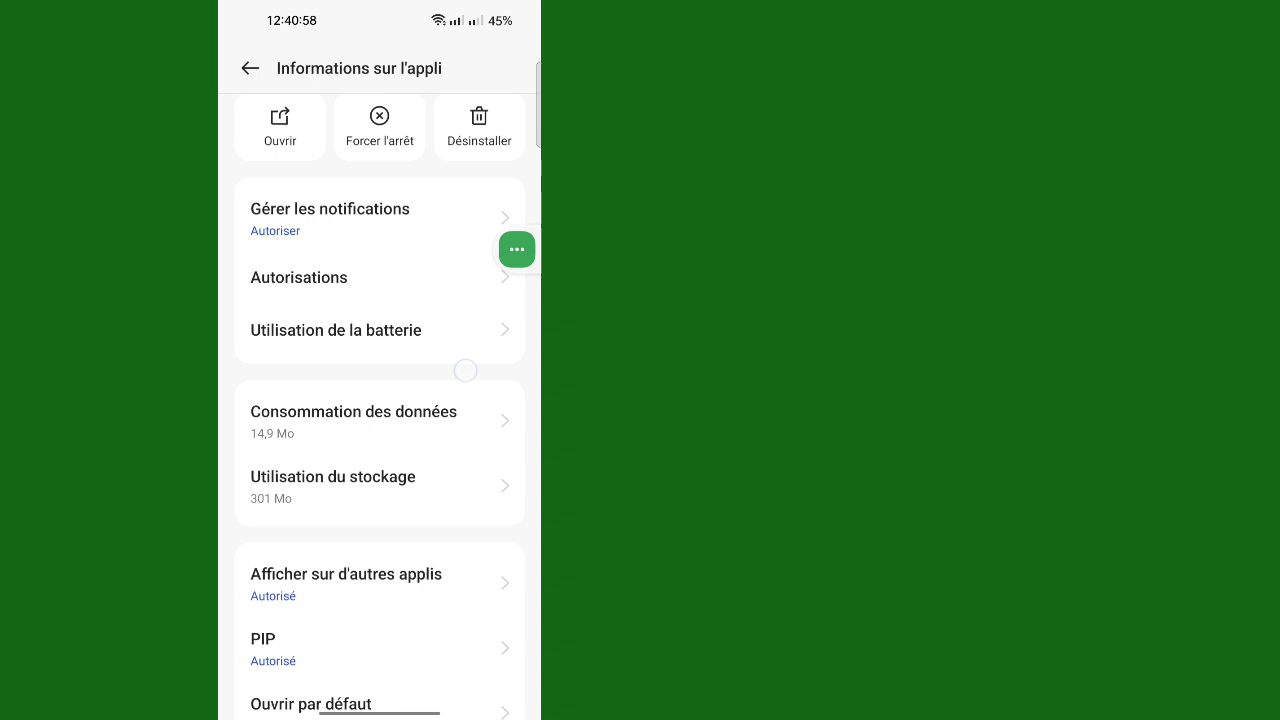 12:40:58
45%
Informations sur l'appli
Ouvrir
Forcer l'arrêt
Désinstaller
Gérer les notifications
Autoriser
Autorisations
Utilisation de la batterie
Consommation des données
14,9 Mo
Utilisation du stockage
301 Mo
Afficher sur d'autres applis
Autorisé
PIP
Autorisé
Ouvrir par défaut